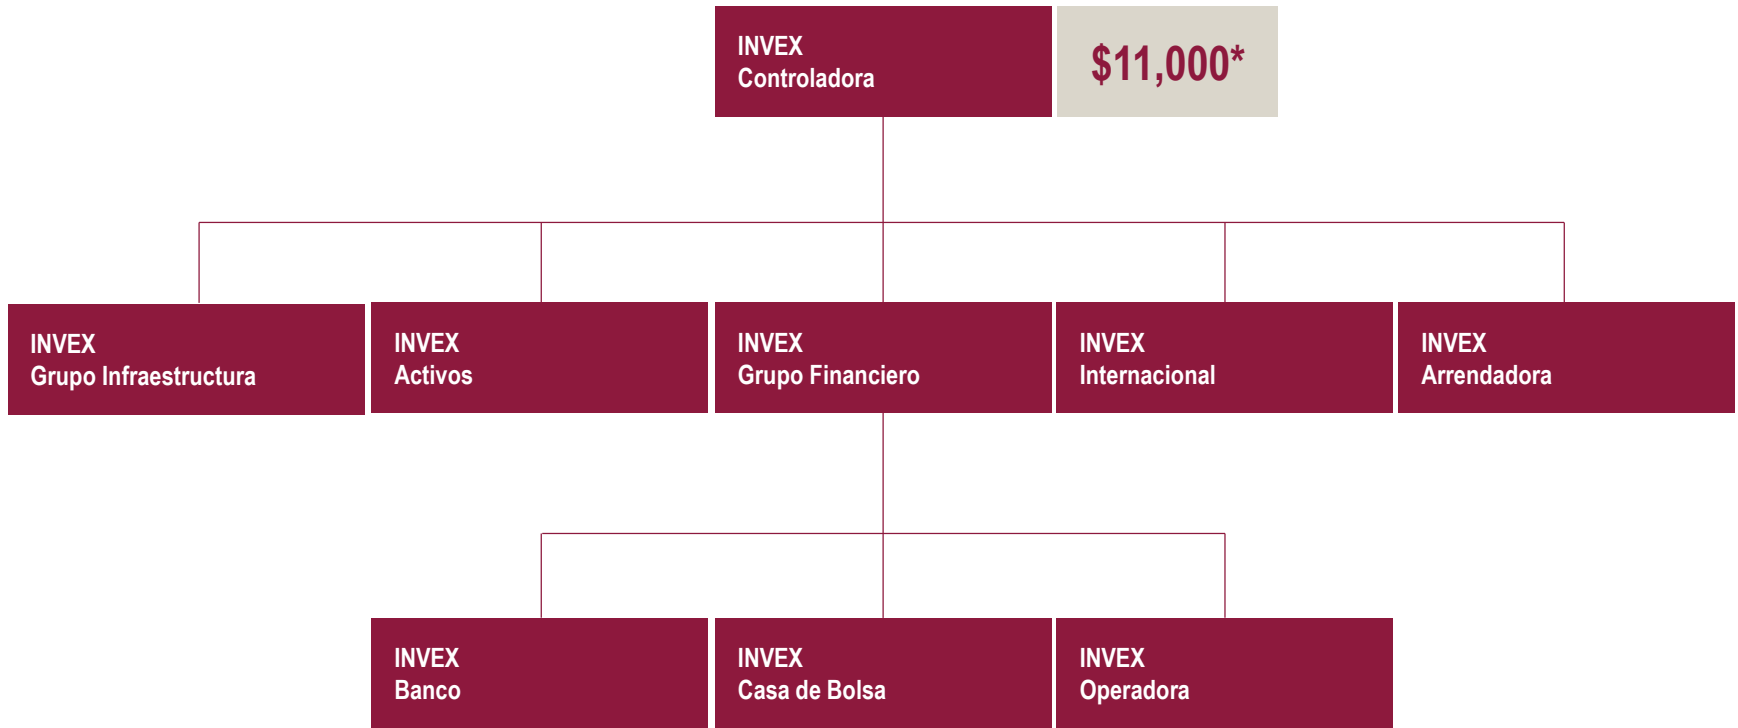 INVEX
Controladora
$11,000*
INVEX
Grupo Infraestructura
INVEX
Activos
INVEX
Grupo Financiero
INVEX
Internacional
INVEX
Arrendadora
INVEX
Banco
INVEX
Casa de Bolsa
INVEX
Operadora